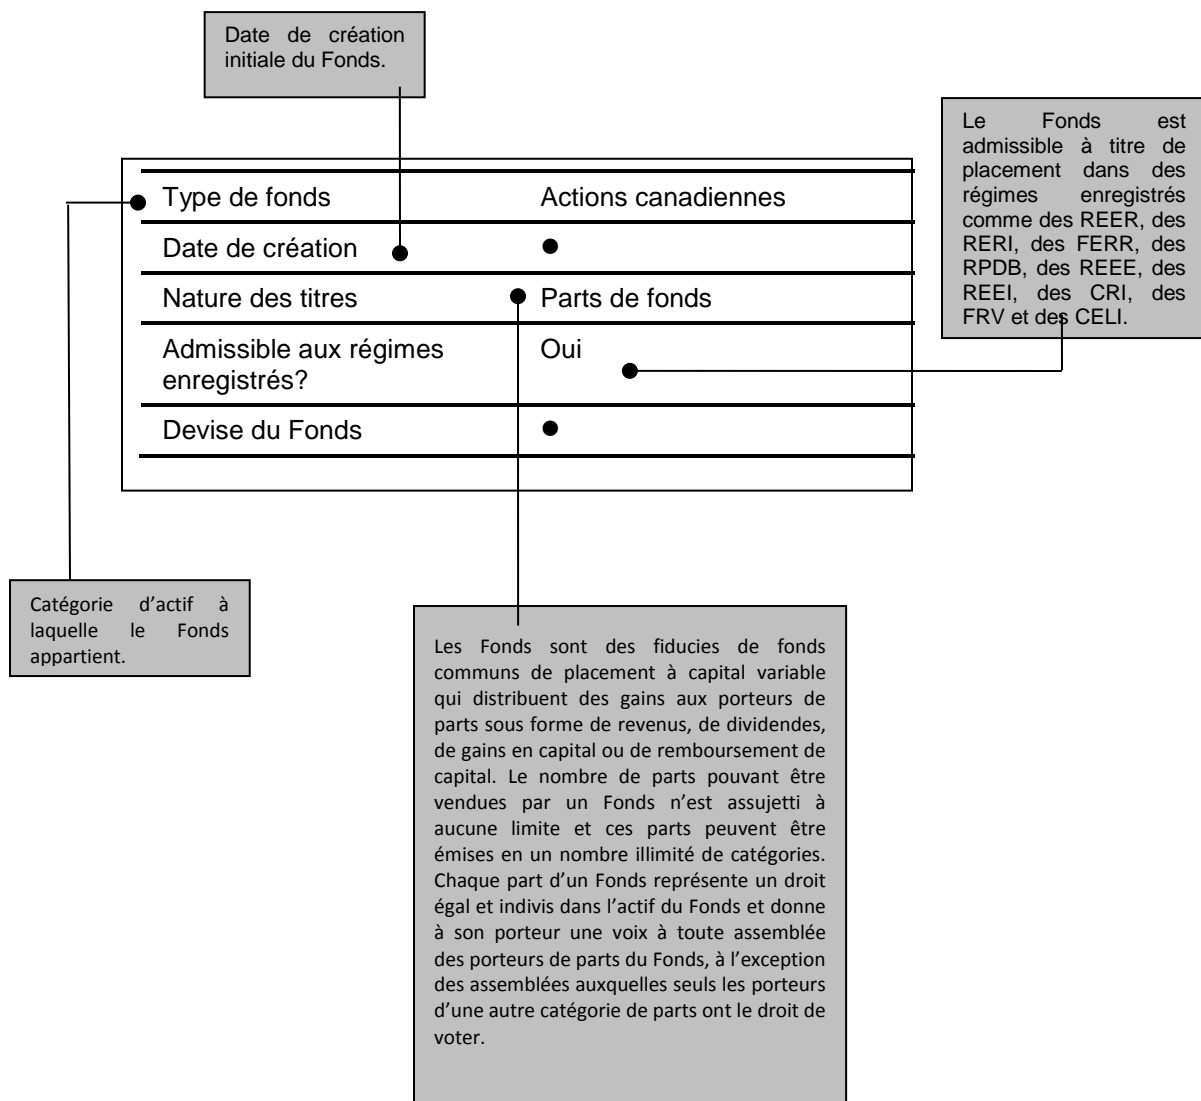 Date de création
initiale du Fonds.
Le Fonds est
admissible à titre de
placement dans des
régimes enregistrés
comme des REER, des
RERI, des FERR, des
RPDB, des REEE, des
REEI, des CRI, des
FRV et des CELI.
Type de fonds Actions canadiennes
Date de création ●
Nature des titres Parts de fonds
Admissible aux régimes Oui
enregistrés?
Devise du Fonds ●
Catégorie d'actif à
laquelle le Fonds
appartient.
Les Fonds sont des fiducies de fonds
communs de placement à capital variable
qui distribuent des gains aux porteurs de
parts sous forme de revenus, de dividendes,
de gains en capital ou de remboursement de
capital. Le nombre de parts pouvant être
vendues par un Fonds n'est assujetti à
aucune limite et ces parts peuvent être
émises en un nombre illimité de catégories.
Chaque part d'un Fonds représente un droit
égal et indivis dans l'actif du Fonds et donne
à son porteur une voix à toute assemblée
des porteurs de parts du Fonds, à l'exception
des assemblées auxquelles seuls les porteurs
d'une autre catégorie de parts ont le droit de
voter.